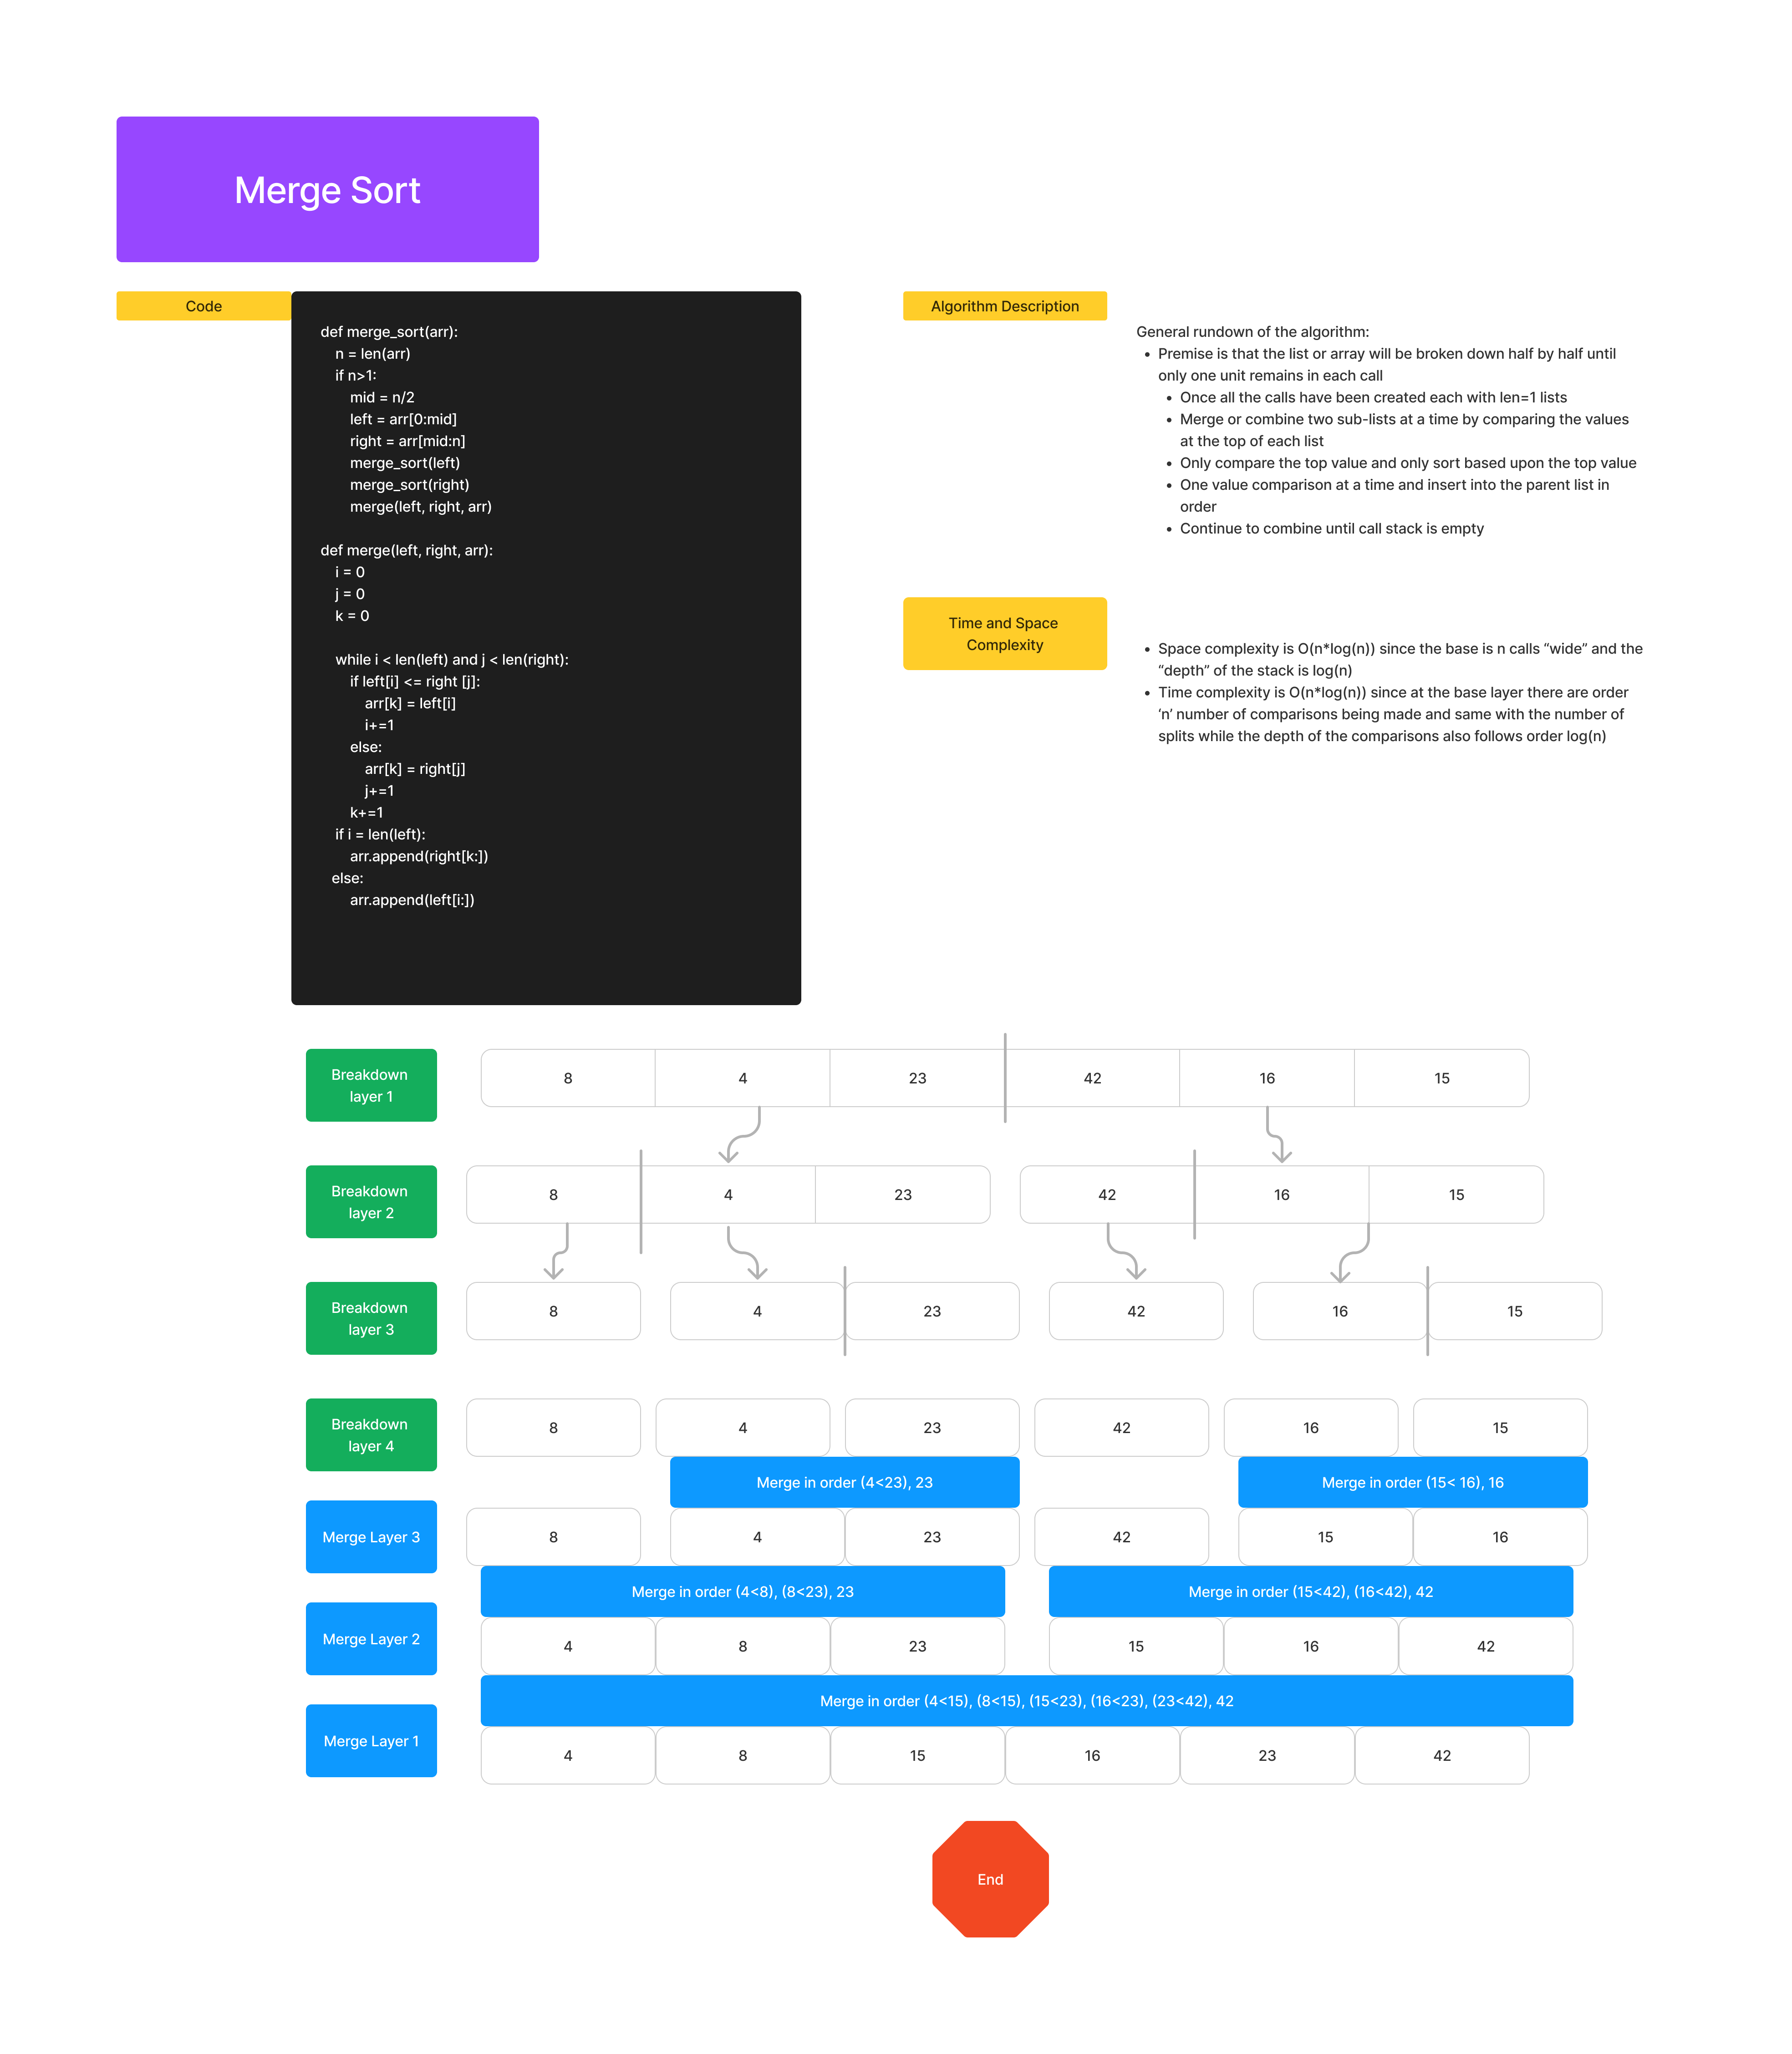 Merge Sort
Code
def merge_sort(arr):
    n = len(arr)
    if n>1:
        mid = n/2
        left = arr[0:mid]
        right = arr[mid:n]
        merge_sort(left)
        merge_sort(right)
        merge(left, right, arr)
def merge(left, right, arr):
    i = 0
    j = 0
    k = 0
    while i < len(left) and j < len(right):
        if left[i] <= right [j]:
            arr[k] = left[i]
            i+=1
        else:
            arr[k] = right[j]
            j+=1
        k+=1
    if i = len(left):
        arr.append(right[k:])
   else:
        arr.append(left[i:])
Algorithm Description
General rundown of the algorithm:
• Premise is that the list or array will be broken down half by half until
only one unit remains in each call
• Once all the calls have been created each with len=1 lists
• Merge or combine two sub-lists at a time by comparing the values
at the top of each list
• Only compare the top value and only sort based upon the top value
• One value comparison at a time and insert into the parent list in
order
• Continue to combine until call stack is empty
Time and Space
Complexity
• Space complexity is O(n*log(n)) since the base is n calls “wide” and the
“depth” of the stack is log(n)
• Time complexity is O(n*log(n)) since at the base layer there are order
‘n’ number of comparisons being made and same with the number of
splits while the depth of the comparisons also follows order log(n)
Breakdown
layer 1
8 4 23 42 16 15
Breakdown
layer 2
8 4 23 42 16 15
Breakdown
layer 3
8 4 23 42 16 15
Breakdown
layer 4
8 4 23 42 16 15
Merge in order (4<23), 23
Merge in order (15< 16), 16
Merge Layer 3
8 4 23 42 15 16
Merge in order (4<8), (8<23), 23
Merge in order (15<42), (16<42), 42
Merge Layer 2
4 8 23 15 16 42
Merge in order (4<15), (8<15), (15<23), (16<23), (23<42), 42
Merge Layer 1
4 8 15 16 23 42
End